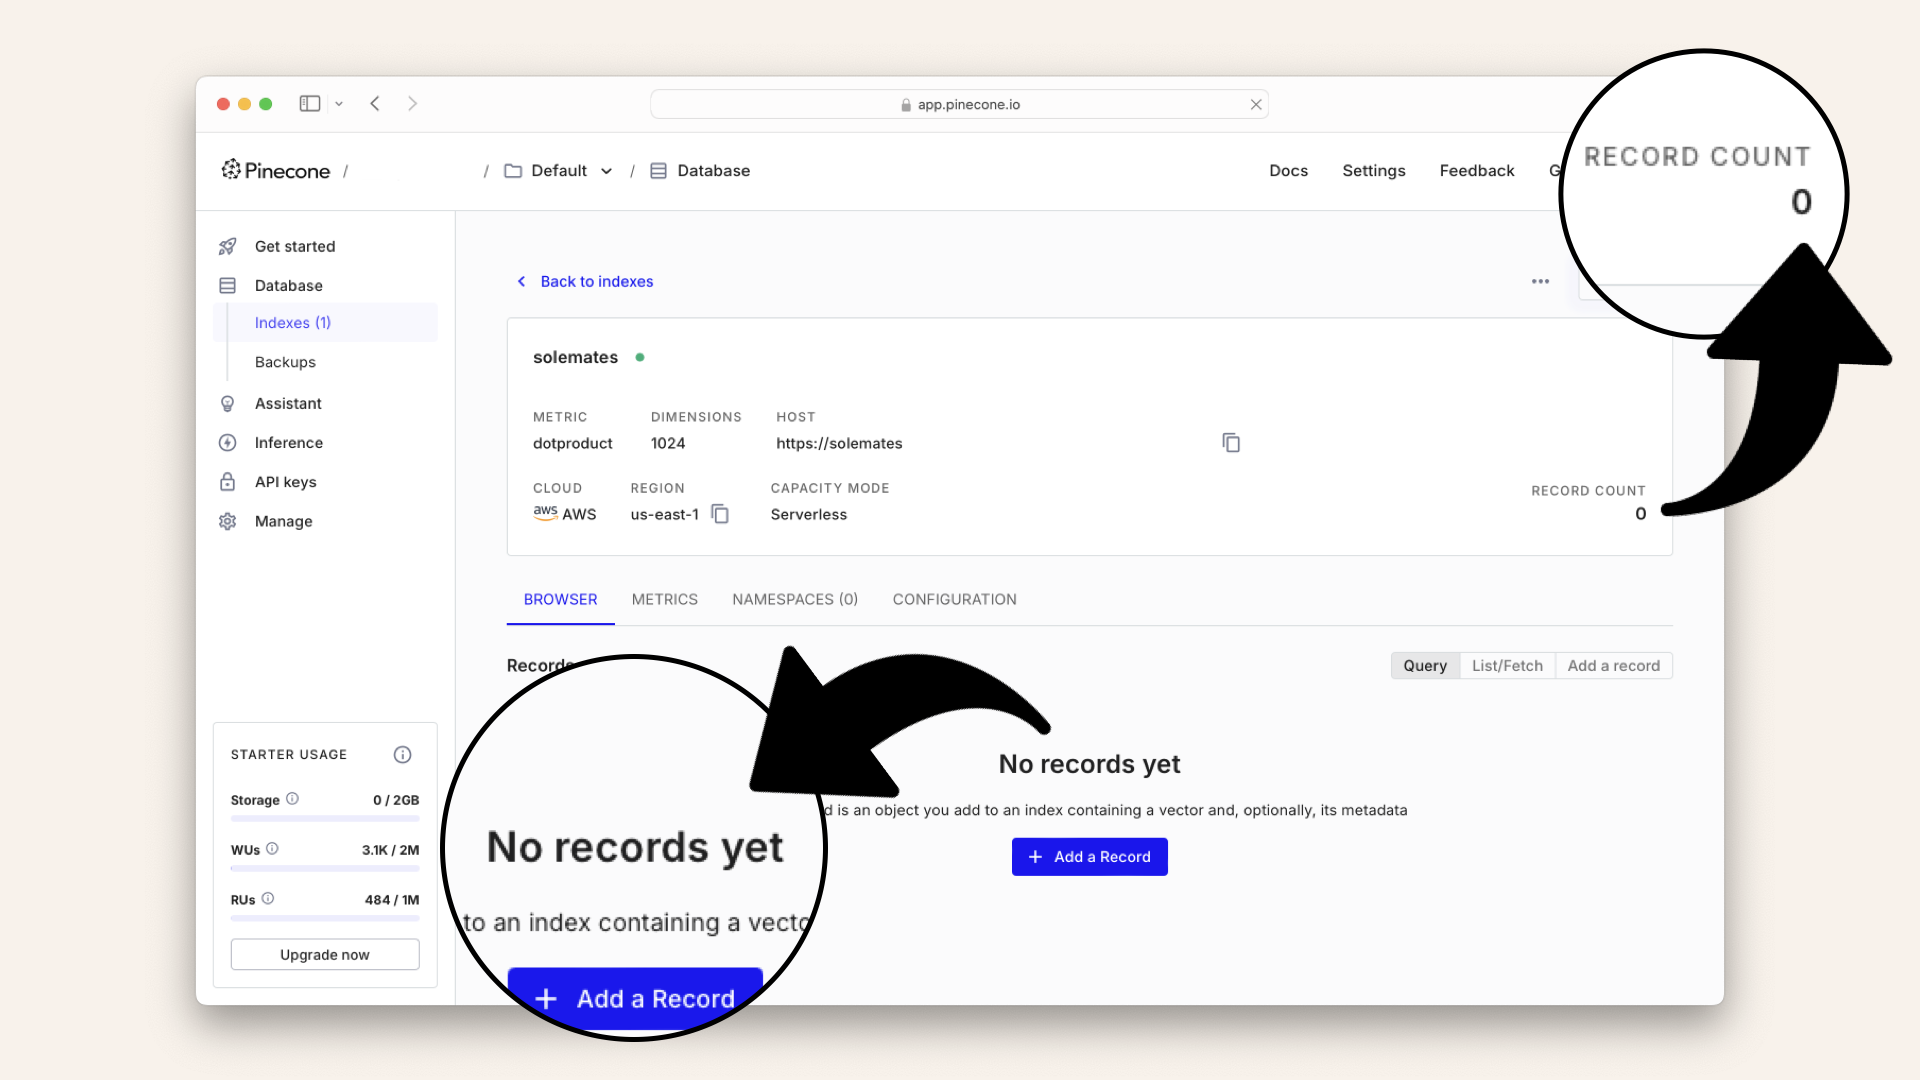 app.pinecone.io
Pinecone / / Default / Database
Docs Settings Feedback
RECORD COUNT
0
Get started
Database
Indexes (1)
Backups
Assistant
Inference
API keys
Manage
Back to indexes
solemates
METRIC DIMENSIONS HOST
dotproduct 1024 https://solemates
CLOUD REGION CAPACITY MODE
aws AWS us-east-1 Serverless
RECORD COUNT
0
BROWSER METRICS NAMESPACES (0) CONFIGURATION
Records
Query List/Fetch Add a record
No records yet
is an object you add to an index containing a vector and, optionally, its metadata
+ Add a Record
No records yet
to an index containing a
+ Add a Record
STARTER USAGE
Storage 0 / 2GB
WUs 3.1K / 2M
RUs 484 / 1M
Upgrade now